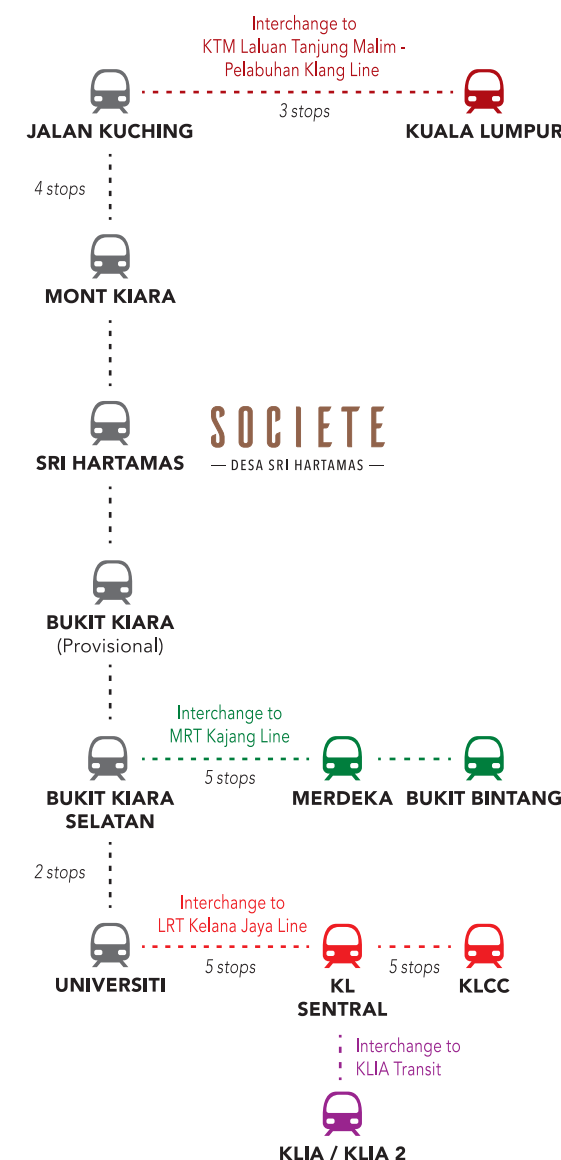 Interchange to
KTM Laluan Tanjung Malim -
Pelabuhan Klang Line
3 stops
JALAN KUCHING
KUALA LUMPUR
4 stops
MONT KIARA
SRI HARTAMAS
SOCIETE
— DESA SRI HARTAMAS —
BUKIT KIARA
(Provisional)
Interchange to
MRT Kajang Line
5 stops
BUKIT KIARA
SELATAN
MERDEKA
BUKIT BINTANG
2 stops
Interchange to
LRT Kelana Jaya Line
5 stops
5 stops
UNIVERSITI
KL
SENTRAL
KLCC
Interchange to
KLIA Transit
KLIA / KLIA 2